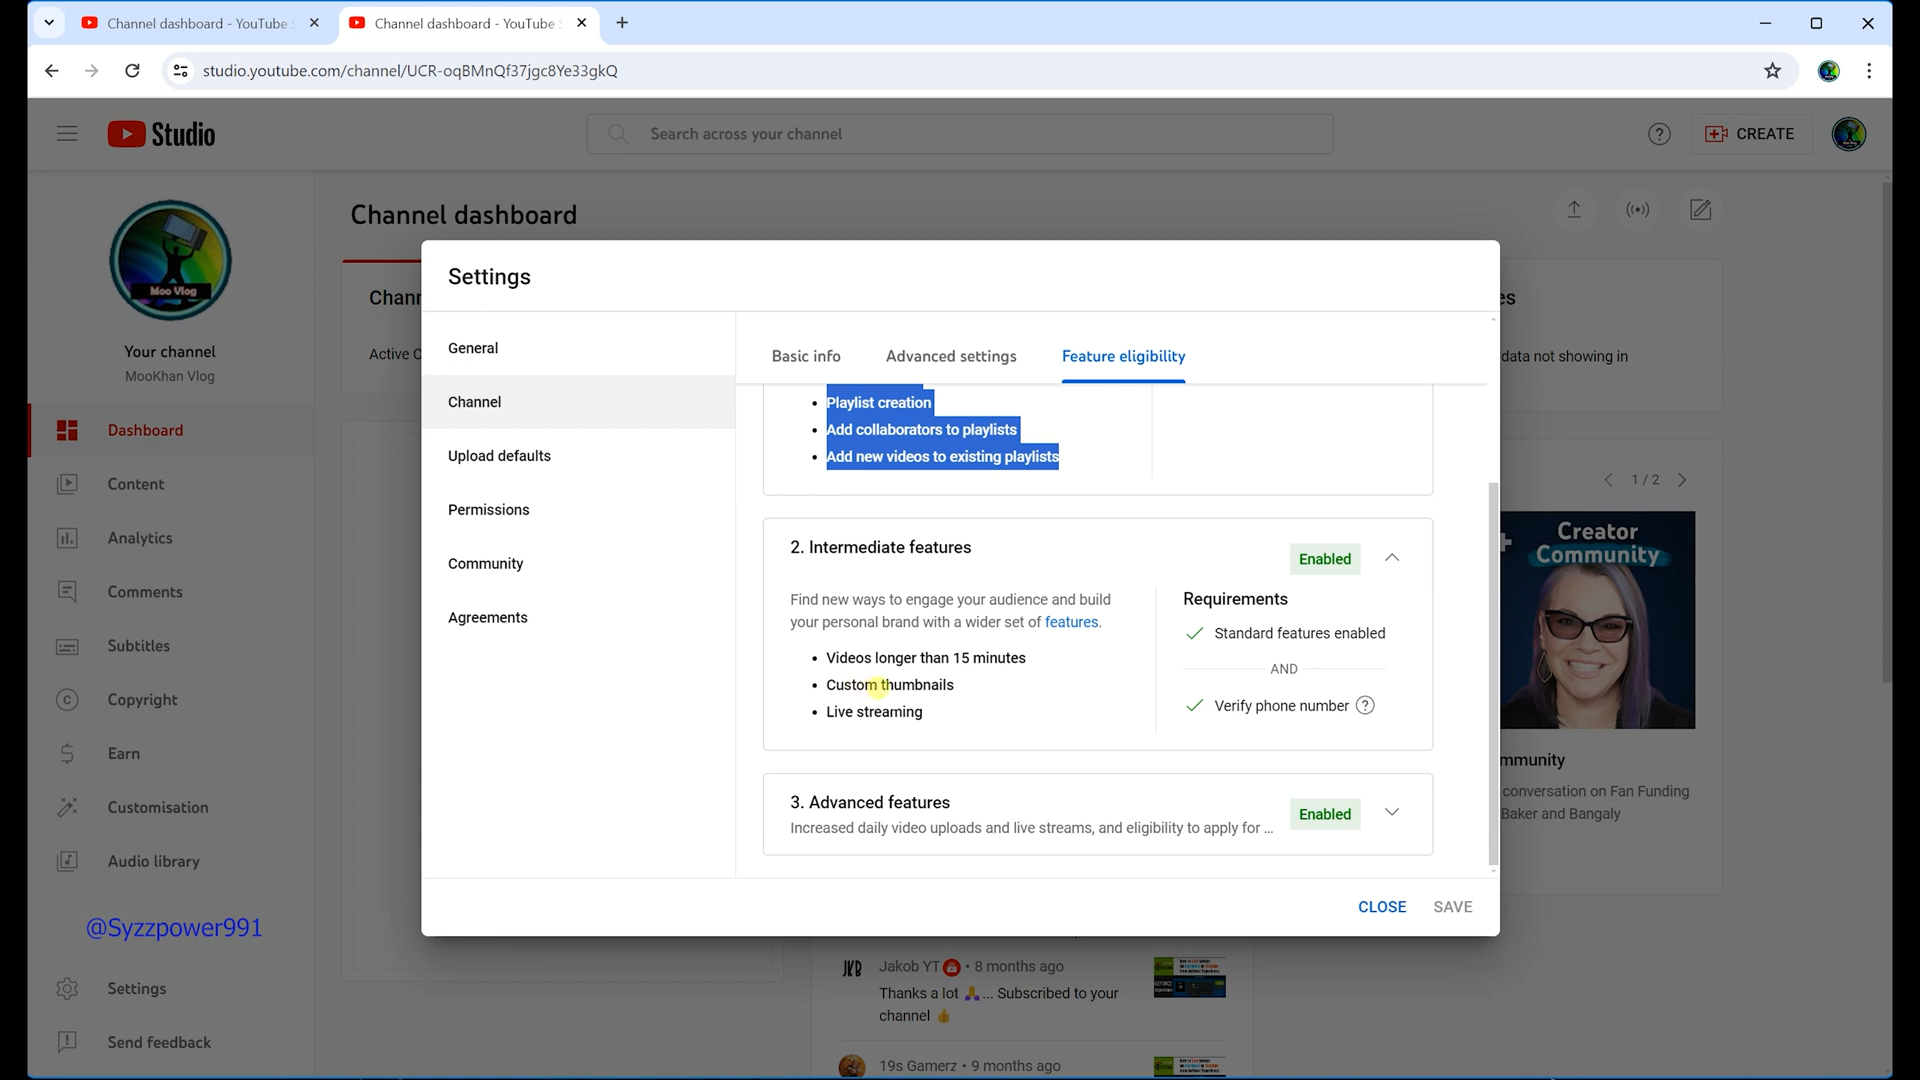 Channel dashboard - YouTube S
Channel dashboard - YouTube S
studio.youtube.com/channel/UCR-oqBMnQf37jgc8Ye33gkQ
Studio
Search across your channel
CREATE
Moo Vlog
Your channel
MooKhan Vlog
Dashboard
Content
Analytics
Comments
Subtitles
Copyright
Earn
Customisation
Audio library
@Syzzpower991
Settings
Send feedback
Channel dashboard
Chann
Active C
Settings
General
Channel
Upload defaults
Permissions
Community
Agreements
Basic info
Advanced settings
Feature eligibility
• Playlist creation
• Add collaborators to playlists
• Add new videos to existing playlists
2. Intermediate features
Enabled
Find new ways to engage your audience and build
your personal brand with a wider set of features.
• Videos longer than 15 minutes
• Custom thumbnails
• Live streaming
Requirements
Standard features enabled
AND
Verify phone number
3. Advanced features
Increased daily video uploads and live streams, and eligibility to apply for ...
Enabled
CLOSE
SAVE
es
data not showing in
1 / 2
Creator
Community
mmunity
conversation on Fan Funding
Baker and Bangaly
JKB
Jakob YT • 8 months ago
Thanks a lot 🙏... Subscribed to your
channel 👍
19s Gamerz • 9 months ago